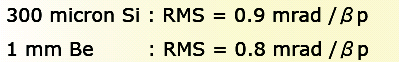 300 micron Si : RMS = 0.9 mrad /βp
1 mm Be : RMS = 0.8 mrad /βp